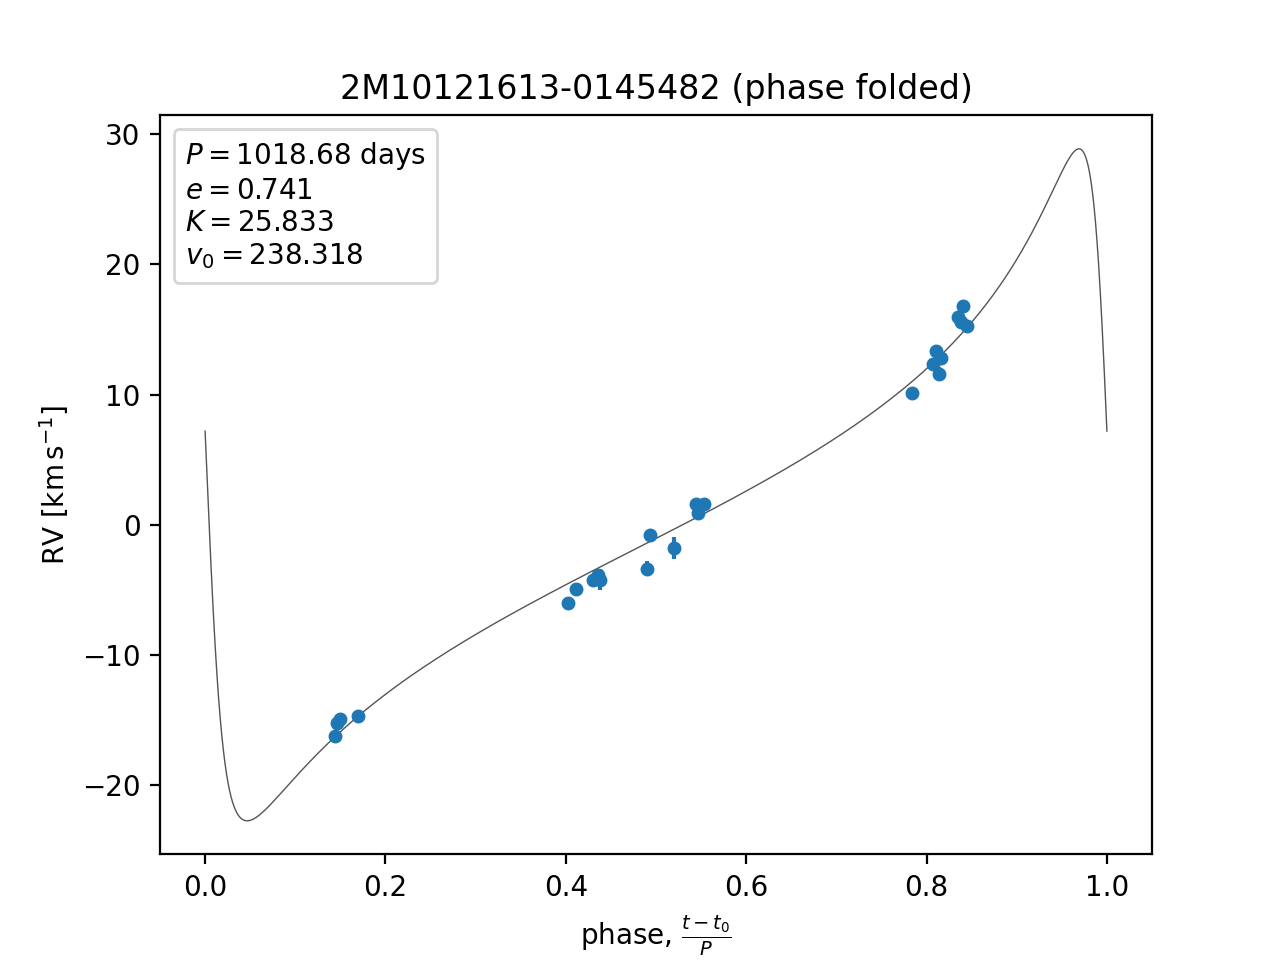 2M10121613-0145482 (phase folded)
P = 1018.68 days
e = 0.741
K = 25.833
v₀ = 238.318
30
20
10
0
−10
−20
RV [km s⁻¹]
0.0 0.2 0.4 0.6 0.8 1.0
phase, (t − t₀)/P